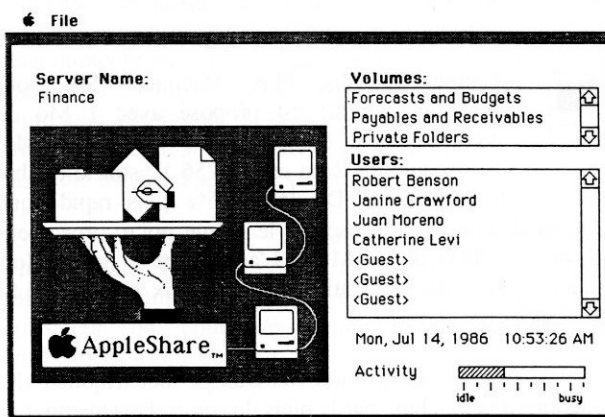 File
Server Name:
Finance
AppleShare™
Volumes:
Forecasts and Budgets
Payables and Receivables
Private Folders
Users:
Robert Benson
Janine Crawford
Juan Moreno
Catherine Levi
<Guest>
<Guest>
<Guest>
Mon, Jul 14, 1986 10:53:26 AM
Activity
idle busy